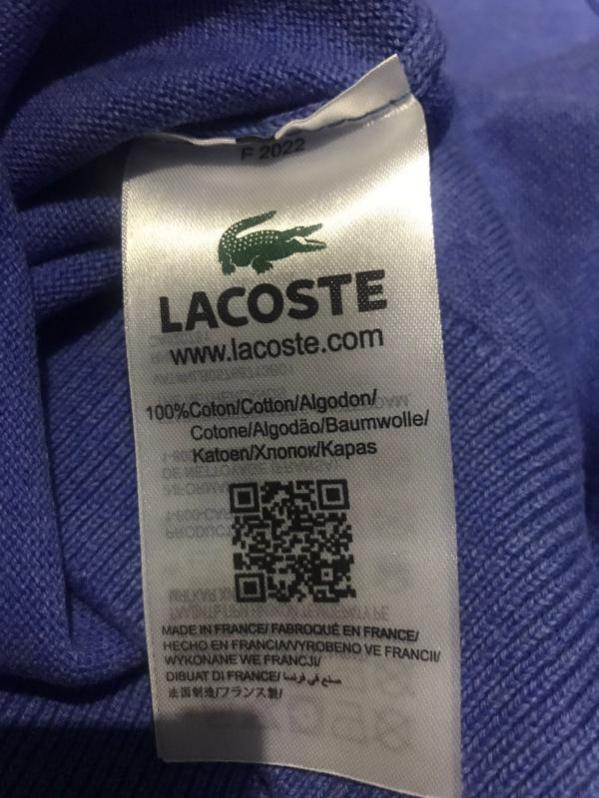 F 2022
LACOSTE
www.lacoste.com
100%Coton/Cotton/Algodon/
Cotone/Algodão/Baumwolle/
Katoen/Хлопок/Kapas
MADE IN FRANCE/ FABROQUÉ EN FRANCE/
HECHO EN FRANCIA/VYROBENO VE FRANCII/
WYKONANE WE FRANCJI/
DIBUAT DI FRANCE/ صنع في فرنسا/
法国制造/フランス製/